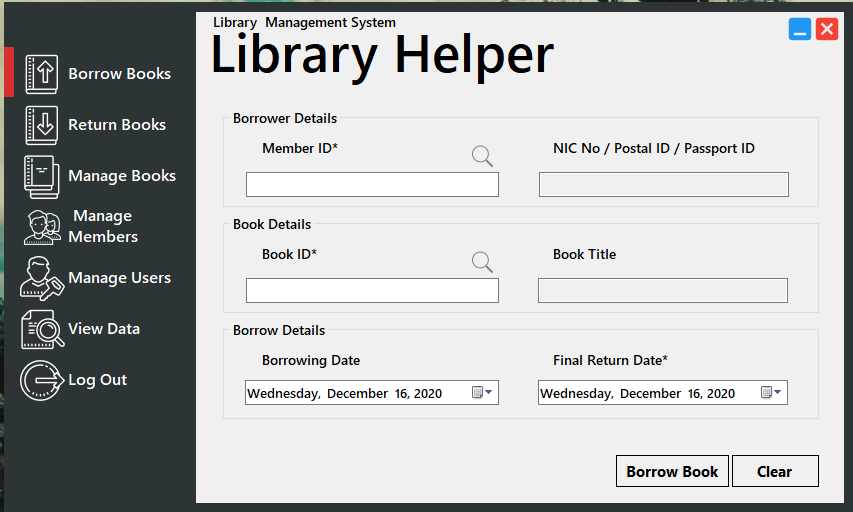 Library Management System
Library Helper
Borrow Books
Return Books
Manage Books
Manage
Members
Manage Users
View Data
Log Out
Borrower Details
Member ID*
NIC No / Postal ID / Passport ID
Book Details
Book ID*
Book Title
Borrow Details
Borrowing Date
Final Return Date*
Wednesday, December 16, 2020
Wednesday, December 16, 2020
Borrow Book
Clear